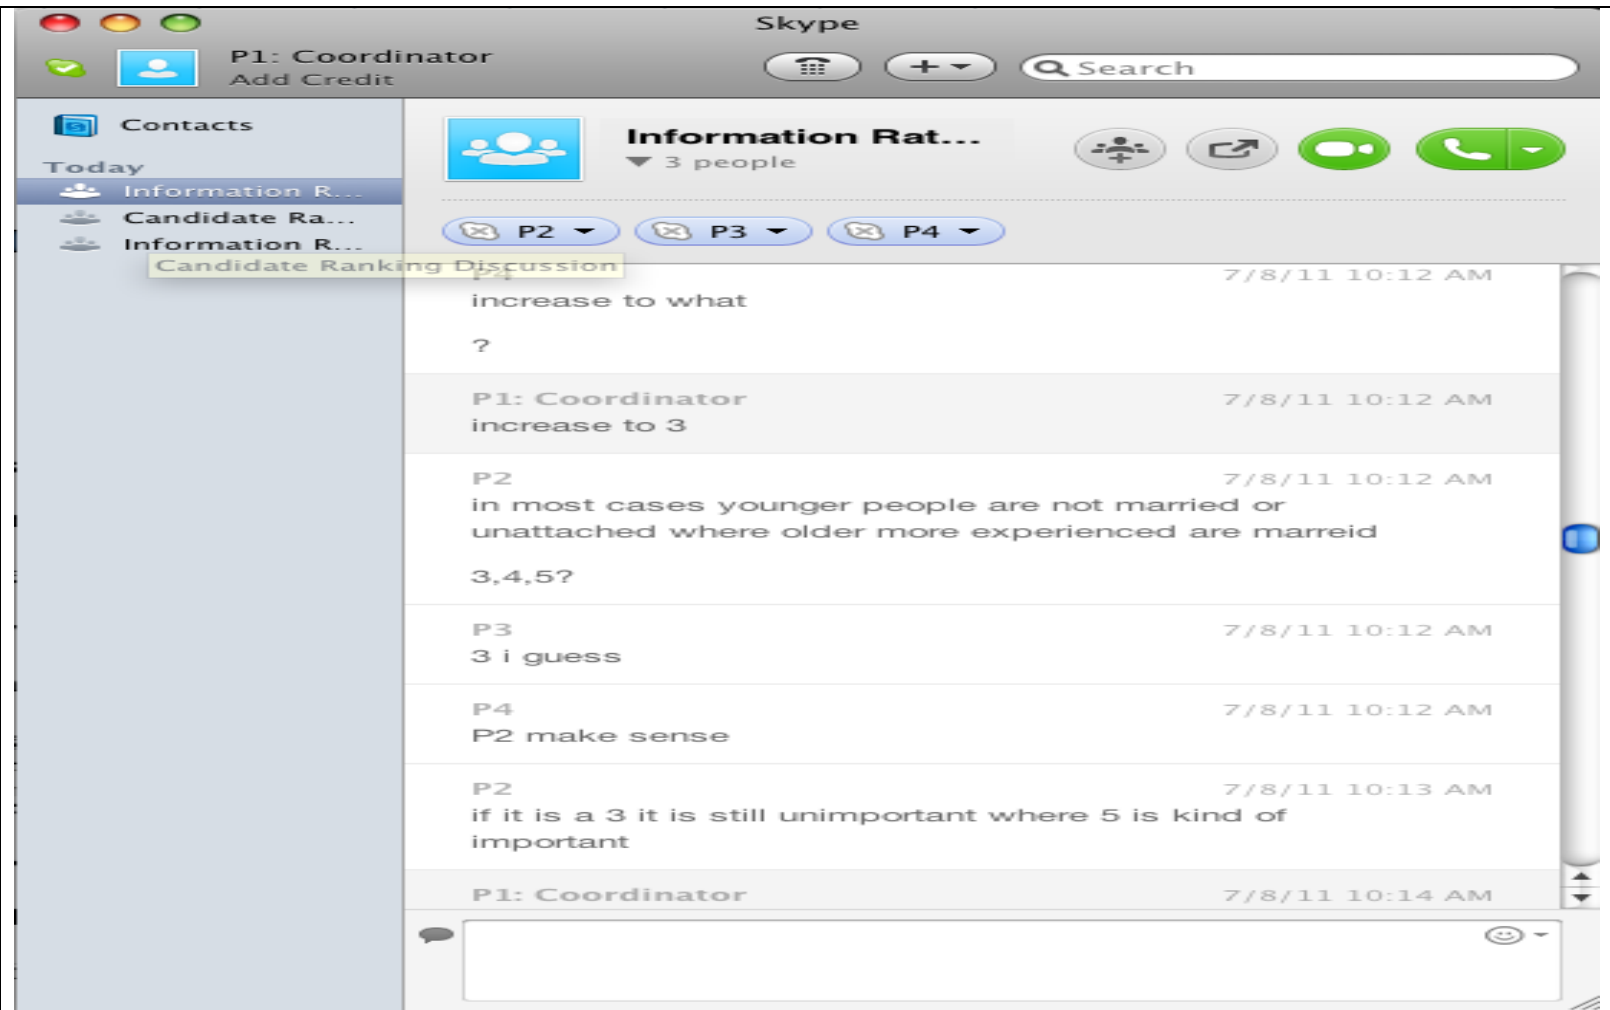 Skype
P1: Coordinator
Add Credit
Search
Contacts
Today
Information R...
Candidate Ra...
Information R...
Candidate Ranking Discussion
Information Rat...
3 people
P2
P3
P4
P4 7/8/11 10:12 AM
increase to what
?
P1: Coordinator 7/8/11 10:12 AM
increase to 3
P2 7/8/11 10:12 AM
in most cases younger people are not married or
unattached where older more experienced are marreid
3,4,5?
P3 7/8/11 10:12 AM
3 i guess
P4 7/8/11 10:12 AM
P2 make sense
P2 7/8/11 10:13 AM
if it is a 3 it is still unimportant where 5 is kind of
important
P1: Coordinator 7/8/11 10:14 AM